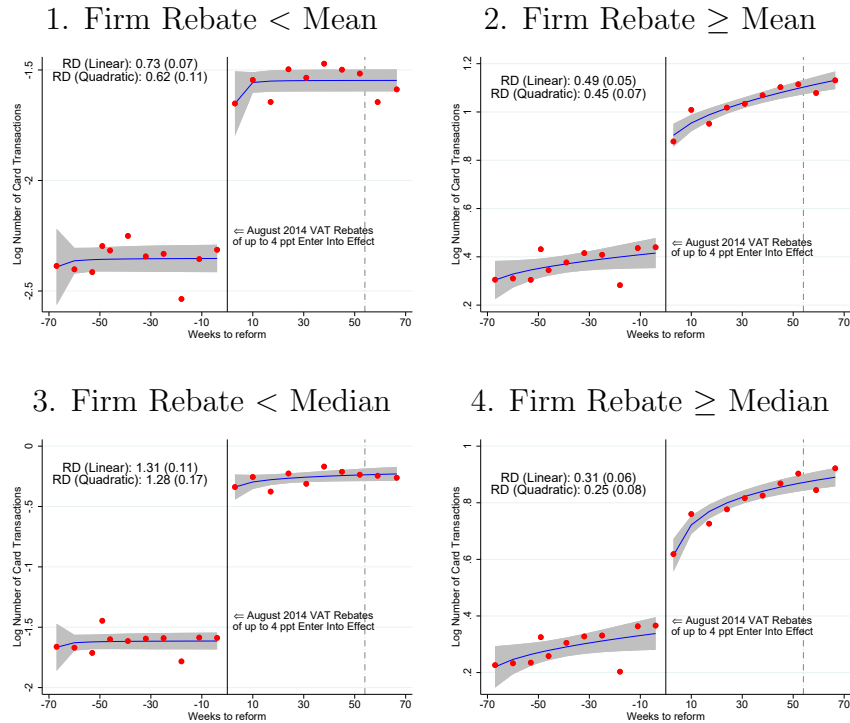 1. Firm Rebate < Mean
RD (Linear): 0.73 (0.07)
RD (Quadratic): 0.62 (0.11)
Log Number of Card Transactions
-1.5
-2
-2.5
⇐ August 2014 VAT Rebates
of up to 4 ppt Enter Into Effect
-70 -50 -30 -10 10 30 50 70
Weeks to reform
2. Firm Rebate ≥ Mean
RD (Linear): 0.49 (0.05)
RD (Quadratic): 0.45 (0.07)
Log Number of Card Transactions
1.2
1
.8
.6
.4
.2
⇐ August 2014 VAT Rebates
of up to 4 ppt Enter Into Effect
-70 -50 -30 -10 10 30 50 70
Weeks to reform
3. Firm Rebate < Median
RD (Linear): 1.31 (0.11)
RD (Quadratic): 1.28 (0.17)
Log Number of Card Transactions
0
-.5
-1
-1.5
-2
⇐ August 2014 VAT Rebates
of up to 4 ppt Enter Into Effect
-70 -50 -30 -10 10 30 50 70
Weeks to reform
4. Firm Rebate ≥ Median
RD (Linear): 0.31 (0.06)
RD (Quadratic): 0.25 (0.08)
Log Number of Card Transactions
1
.8
.6
.4
.2
⇐ August 2014 VAT Rebates
of up to 4 ppt Enter Into Effect
-70 -50 -30 -10 10 30 50 70
Weeks to reform